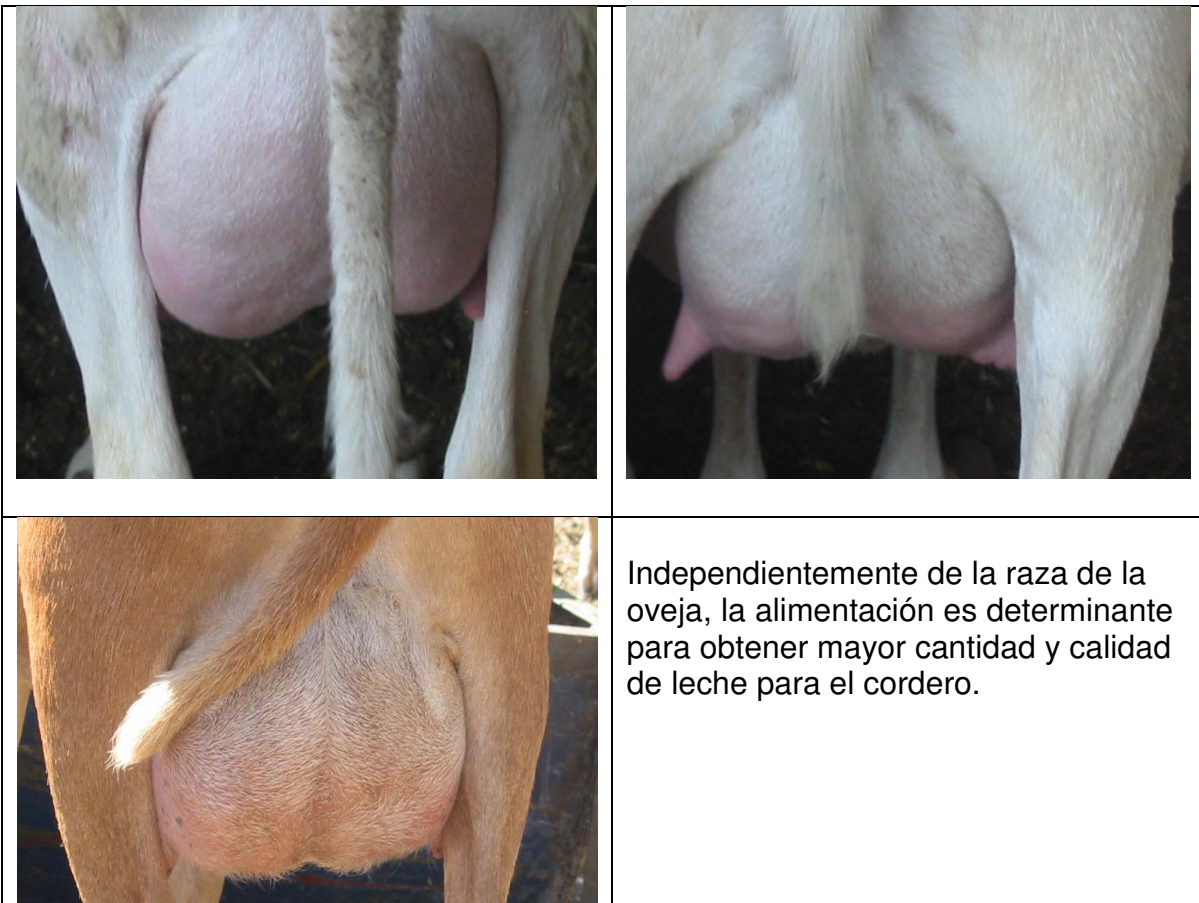 Independientemente de la raza de la
oveja, la alimentación es determinante
para obtener mayor cantidad y calidad
de leche para el cordero.